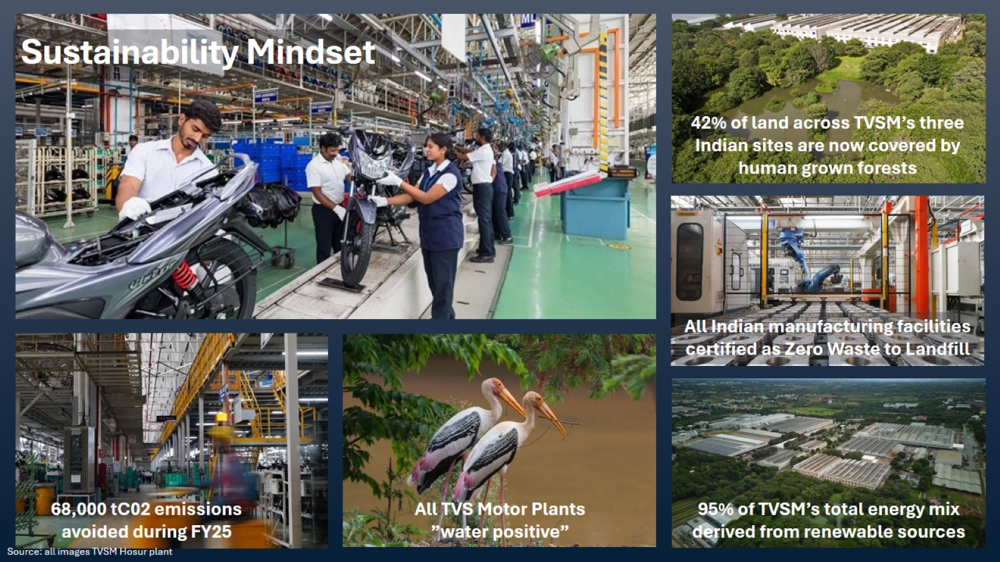 Sustainability Mindset
ML
42% of land across TVSM’s three
Indian sites are now covered by
human grown forests
All Indian manufacturing facilities
certified as Zero Waste to Landfill
68,000 tC02 emissions
avoided during FY25
All TVS Motor Plants
”water positive”
95% of TVSM’s total energy mix
derived from renewable sources
Source: all images TVSM Hosur plant